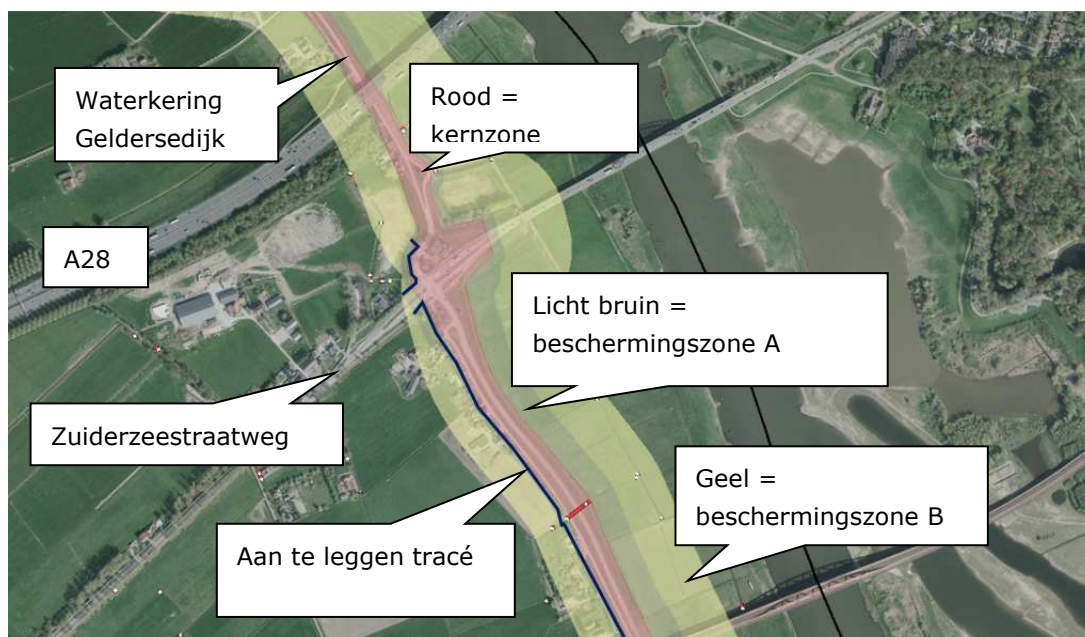 Waterkering
Geldersedijk
Rood =
kernzone
A28
Licht bruin =
beschermingszone A
Zuiderzeestraatweg
Geel =
beschermingszone B
Aan te leggen tracé